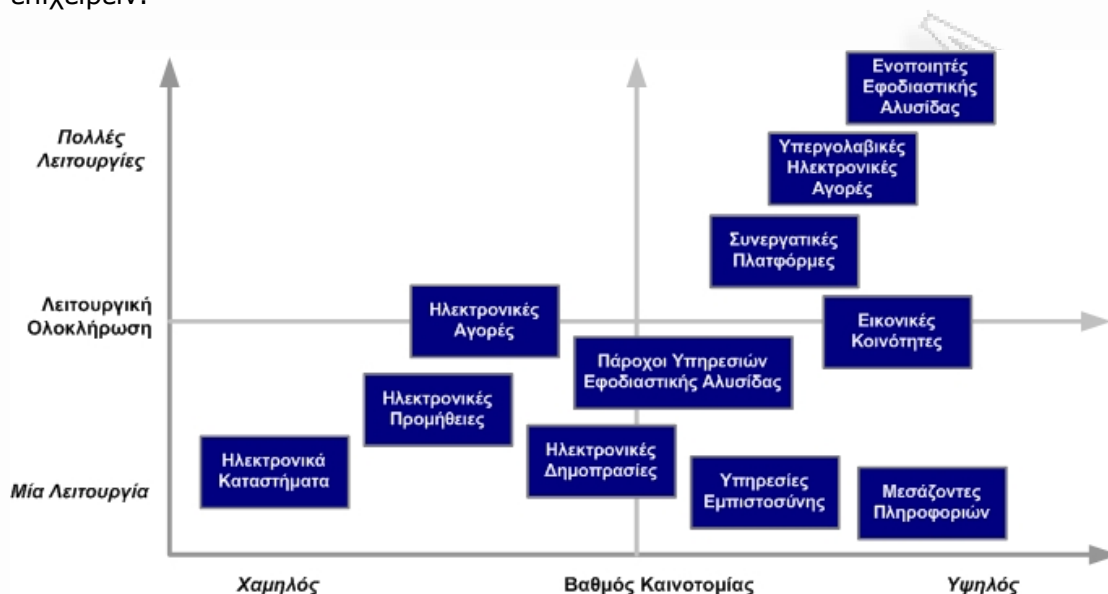 επιχειρείν.
Ενοποιητές
Εφοδιαστικής
Αλυσίδας
Πολλές
Λειτουργίες
Υπεργολαβικές
Ηλεκτρονικές
Αγορές
Συνεργατικές
Πλατφόρμες
Λειτουργική
Ολοκλήρωση
Ηλεκτρονικές
Αγορές
Εικονικές
Κοινότητες
Πάροχοι Υπηρεσιών
Εφοδιαστικής Αλυσίδας
Ηλεκτρονικές
Προμήθειες
Ηλεκτρονικά
Καταστήματα
Ηλεκτρονικές
Δημοπρασίες
Υπηρεσίες
Εμπιστοσύνης
Μεσάζοντες
Πληροφοριών
Μία Λειτουργία
Χαμηλός
Βαθμός Καινοτομίας
Υψηλός